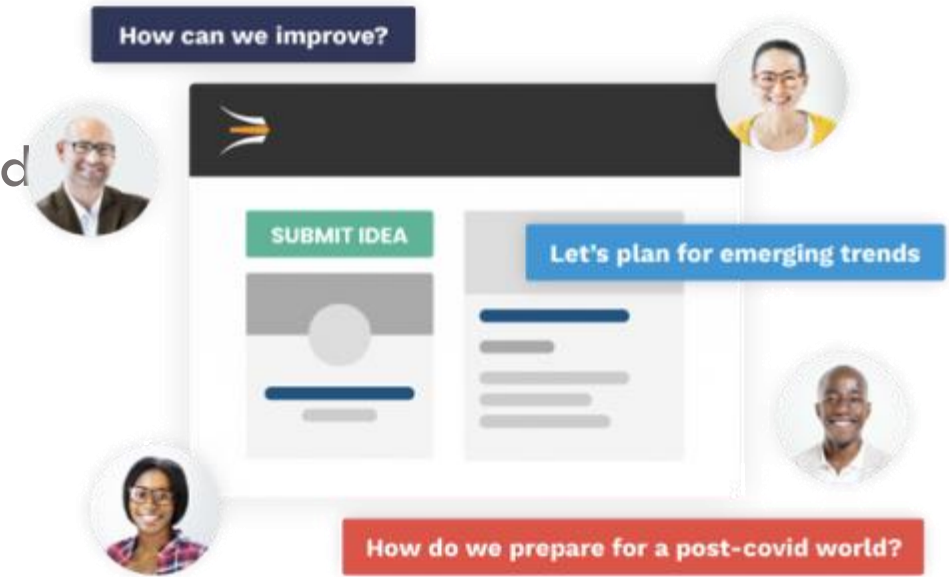 How can we improve?
d
SUBMIT IDEA
Let's plan for emerging trends
How do we prepare for a post-covid world?